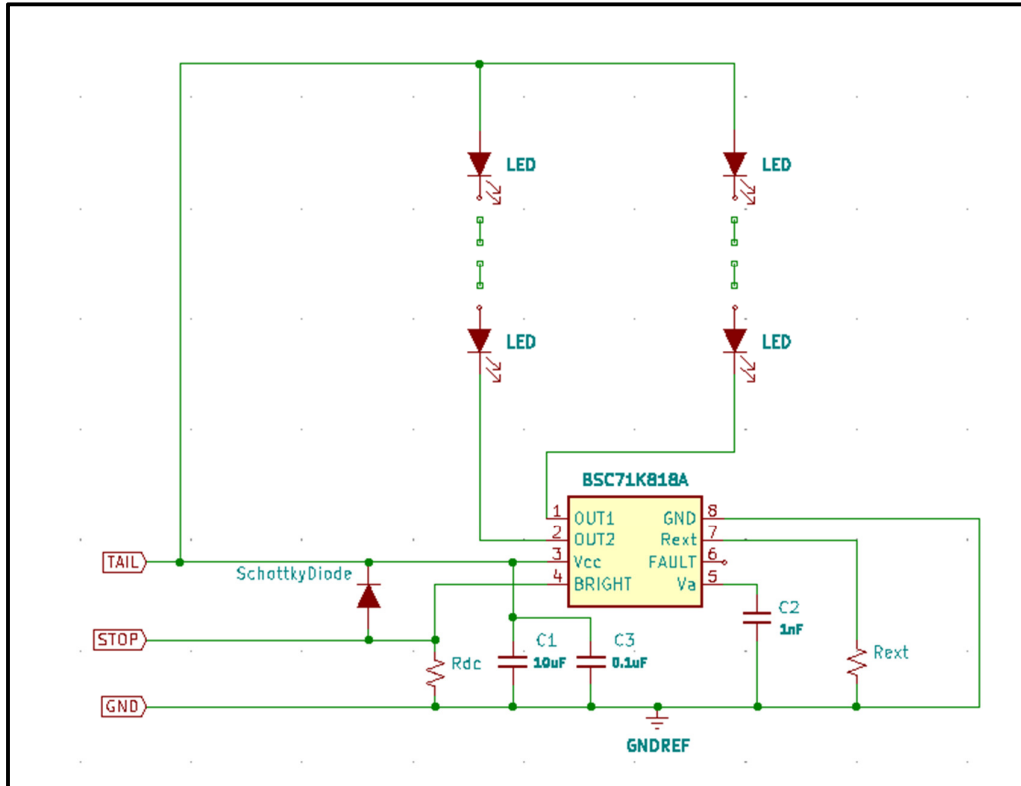 LED
LED
LED
LED
BSC71K818A
1 OUT1 GND 8
2 OUT2 Rext 7
3 Vcc FAULT 6
4 BRIGHT Va 5
TAIL
SchottkyDiode
STOP
Rdc
C1
10uF
C3
0.1uF
C2
1nF
Rext
GND
GNDREF